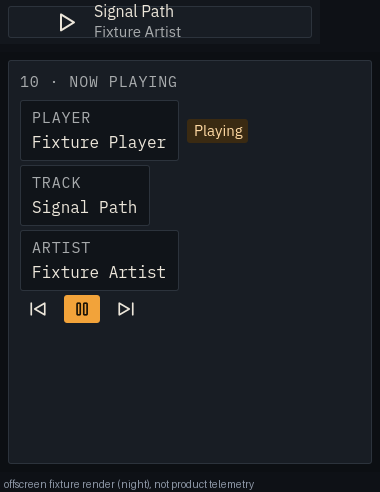 Signal Path
Fixture Artist
10 · NOW PLAYING
PLAYER
Fixture Player
Playing
TRACK
Signal Path
ARTIST
Fixture Artist
offscreen fixture render (night), not product telemetry